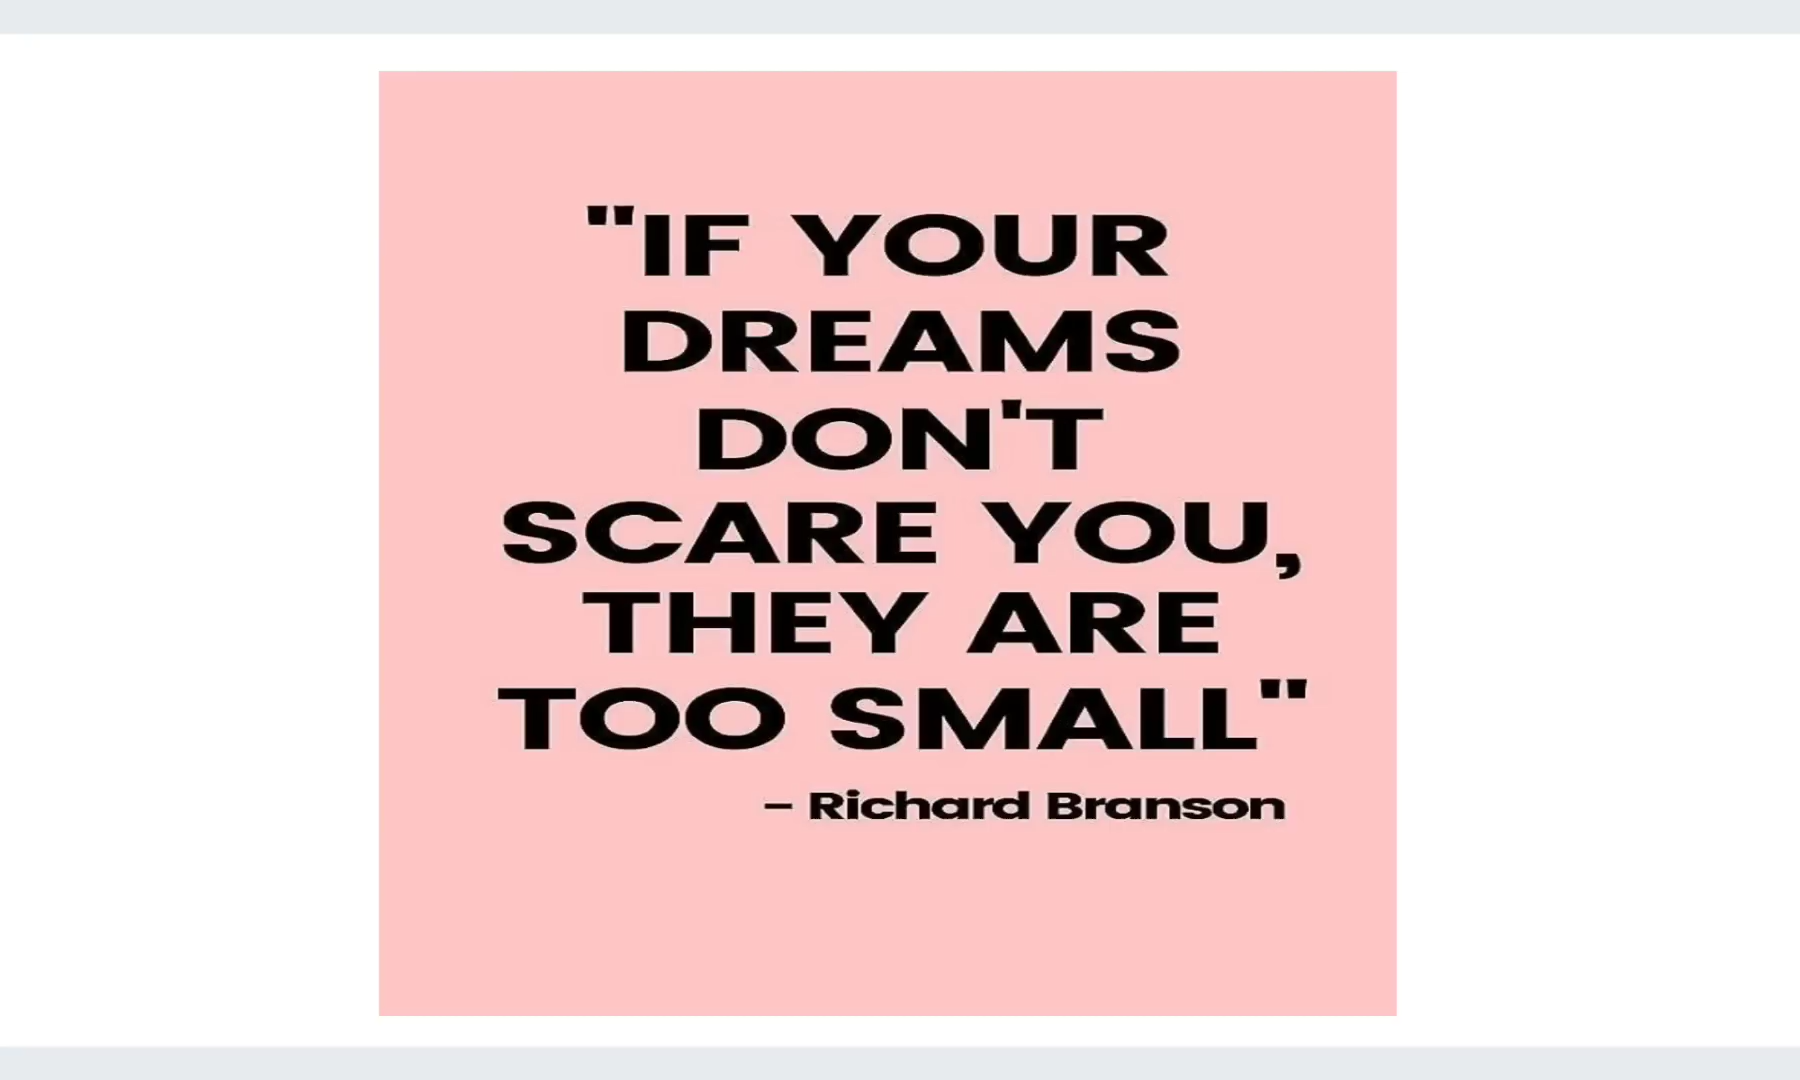 "IF YOUR
DREAMS
DON'T
SCARE YOU,
THEY ARE
TOO SMALL"
– Richard Branson